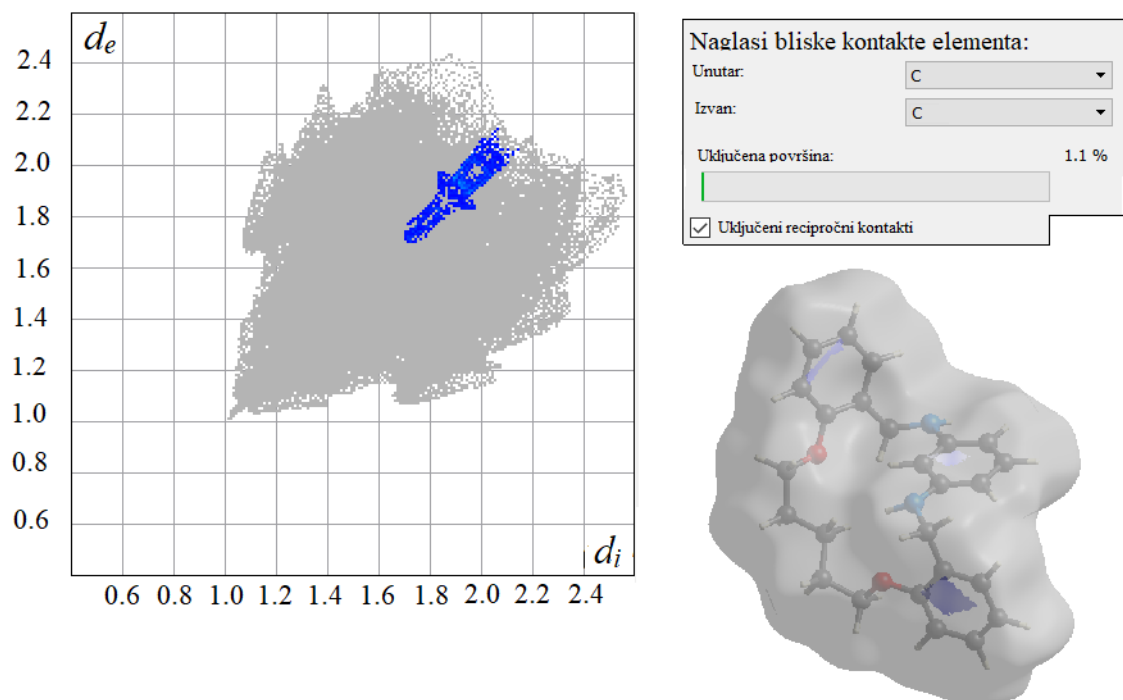 d_e
2.4
2.2
2.0
1.8
1.6
1.4
1.2
1.0
0.8
0.6
d_i
0.6 0.8 1.0 1.2 1.4 1.6 1.8 2.0 2.2 2.4
Naglasi bliske kontakte elementa:
Unutar: C
Izvan: C
Uključena površina: 1.1 %
Uključeni recipročni kontakti